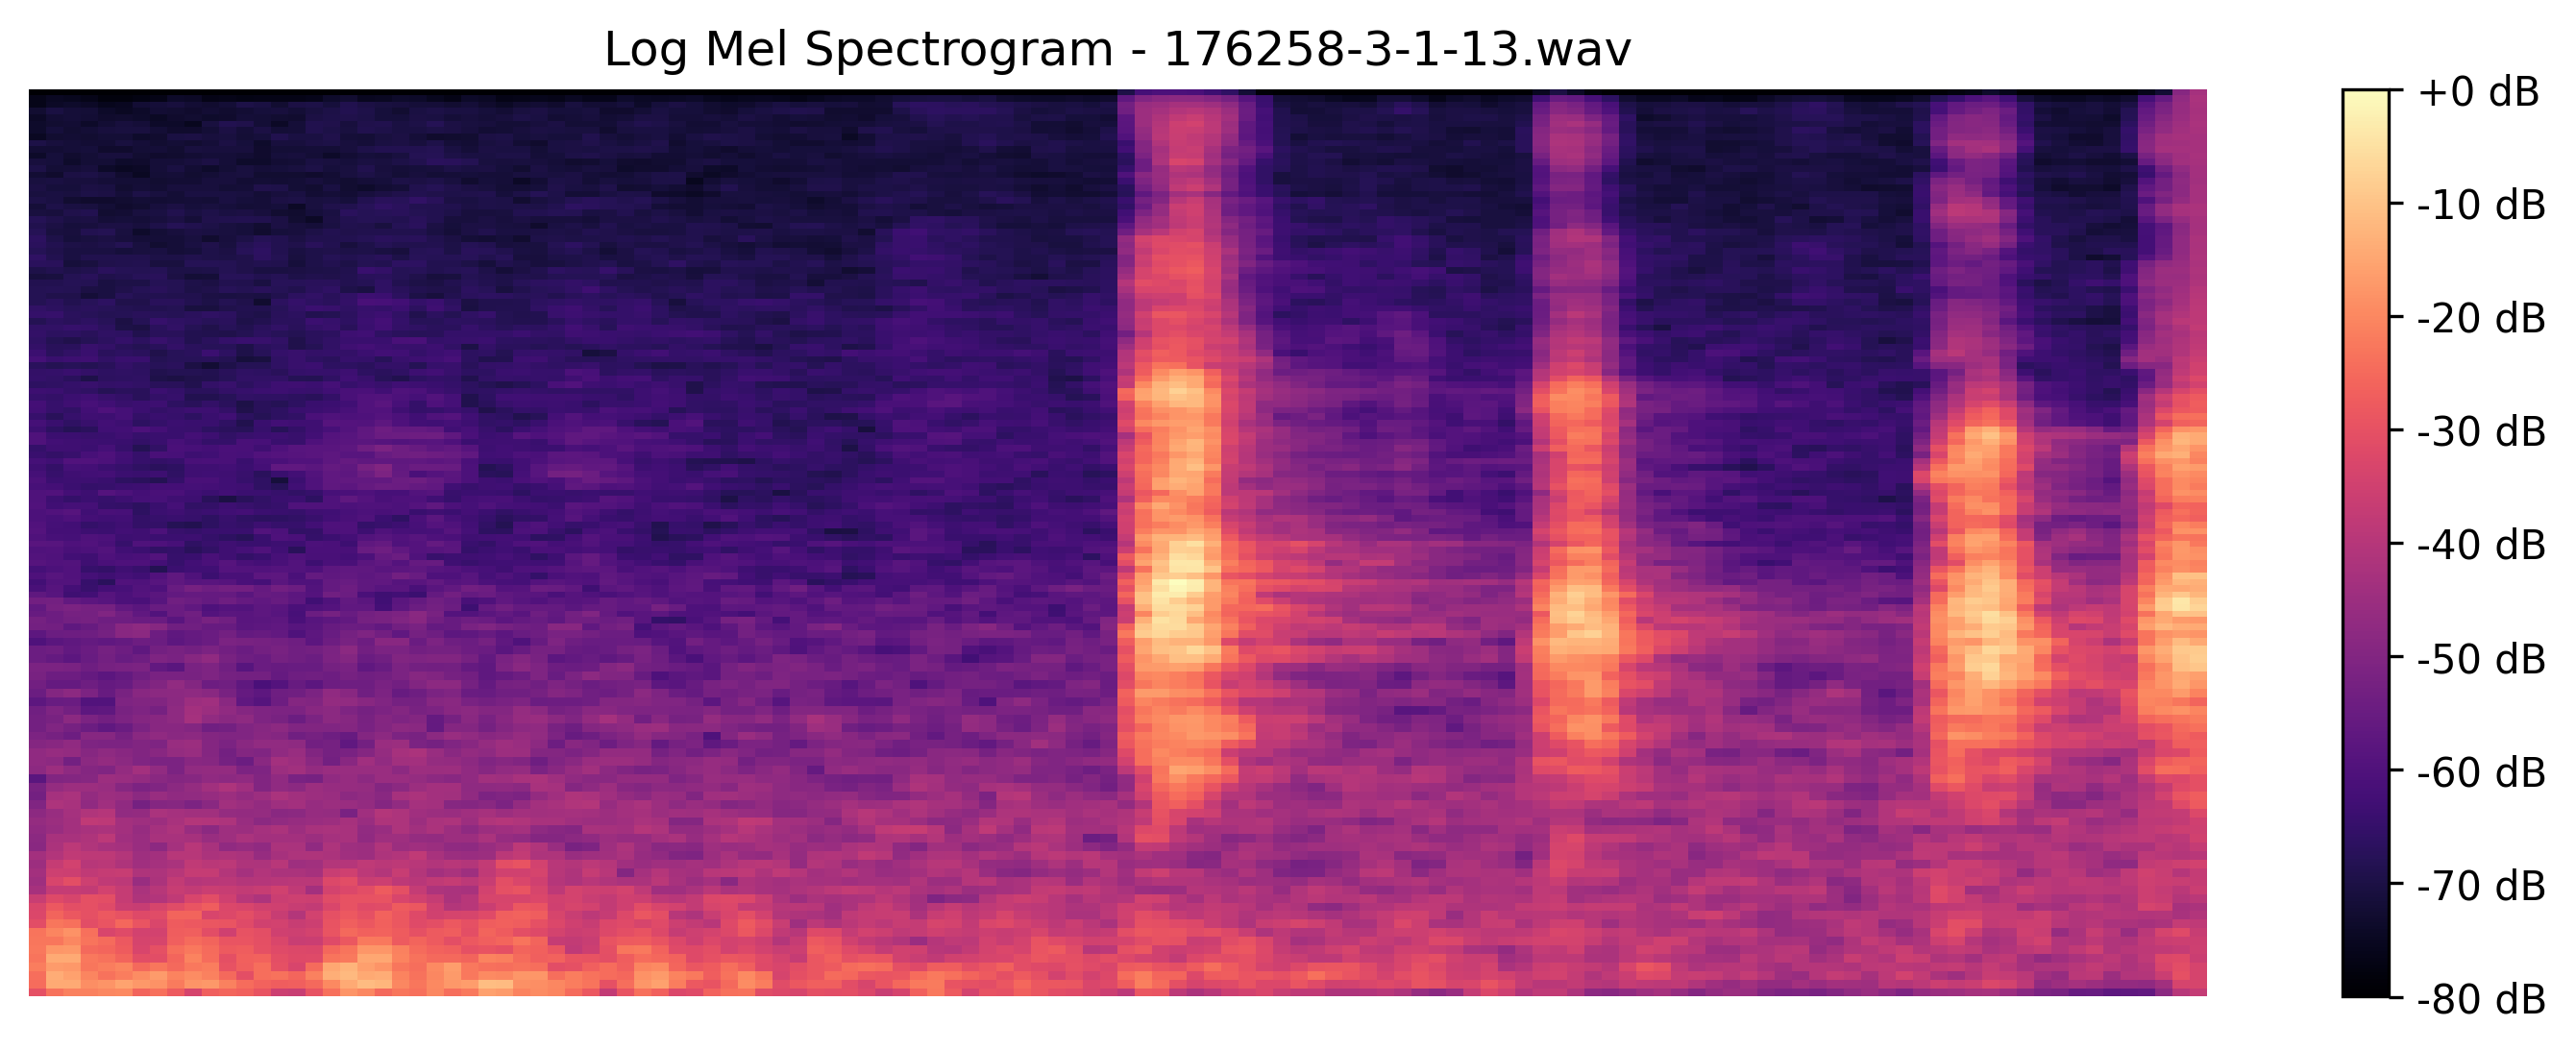 Log Mel Spectrogram - 176258-3-1-13.wav
+0 dB
-10 dB
-20 dB
-30 dB
-40 dB
-50 dB
-60 dB
-70 dB
-80 dB